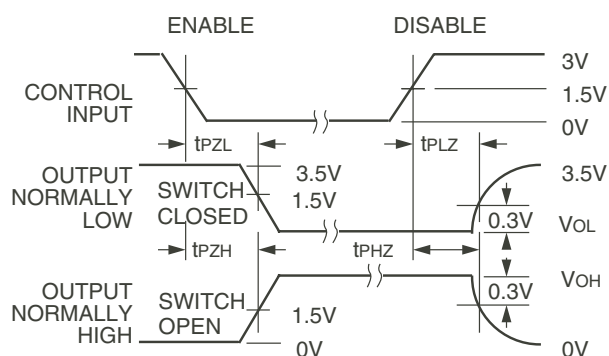 ENABLE DISABLE
3V
CONTROL
INPUT
1.5V
0V
tPZL tPLZ
OUTPUT
NORMALLY
LOW
SWITCH
CLOSED
3.5V
1.5V
3.5V
0.3V VOL
tPZH tPHZ
OUTPUT
NORMALLY
HIGH
SWITCH
OPEN
1.5V
0V
VOH
0.3V
0V